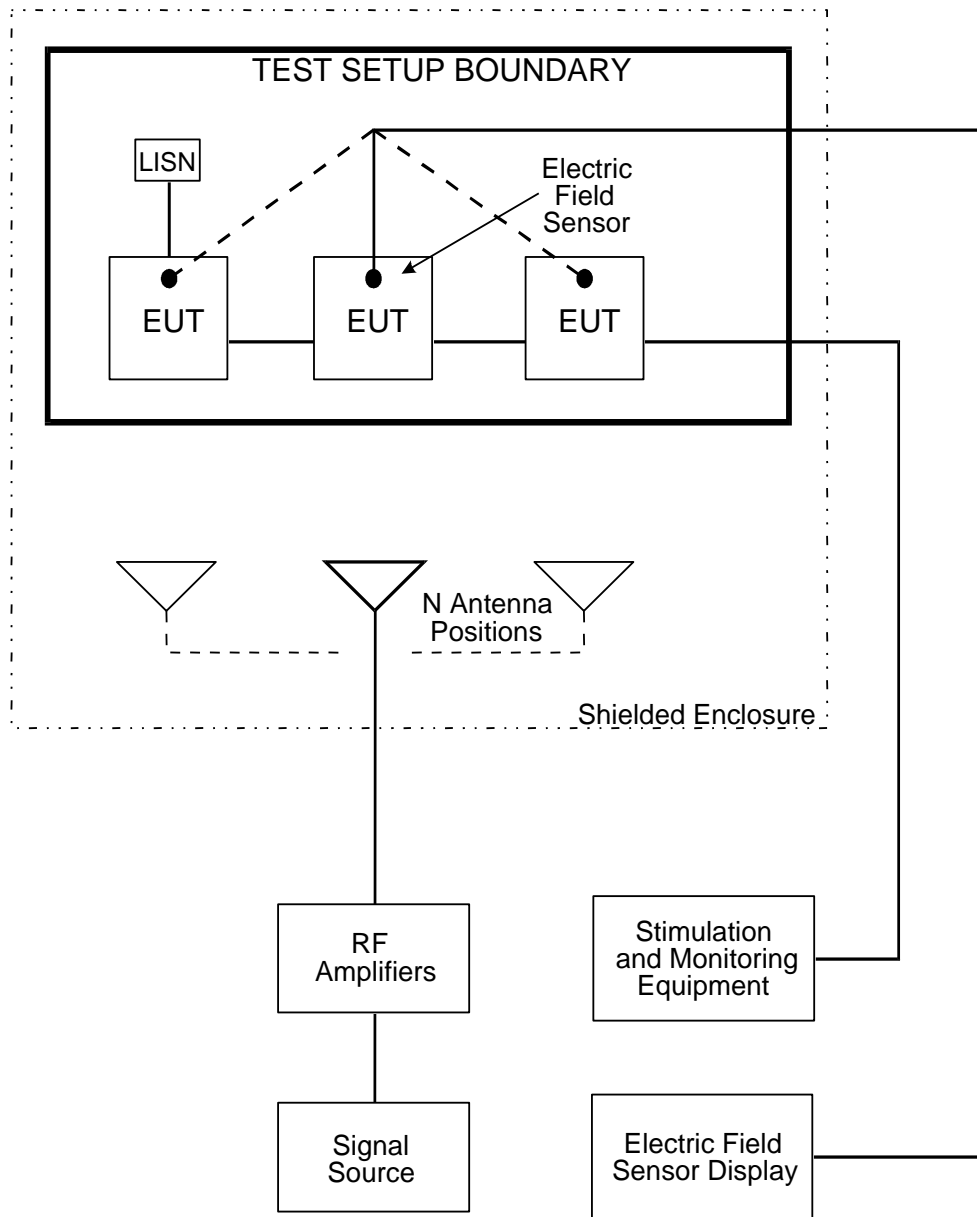 TEST SETUP BOUNDARY
LISN
Electric
Field
Sensor
EUT
EUT
EUT
N Antenna
Positions
Shielded Enclosure
RF
Amplifiers
Stimulation
and Monitoring
Equipment
Signal
Source
Electric Field
Sensor Display